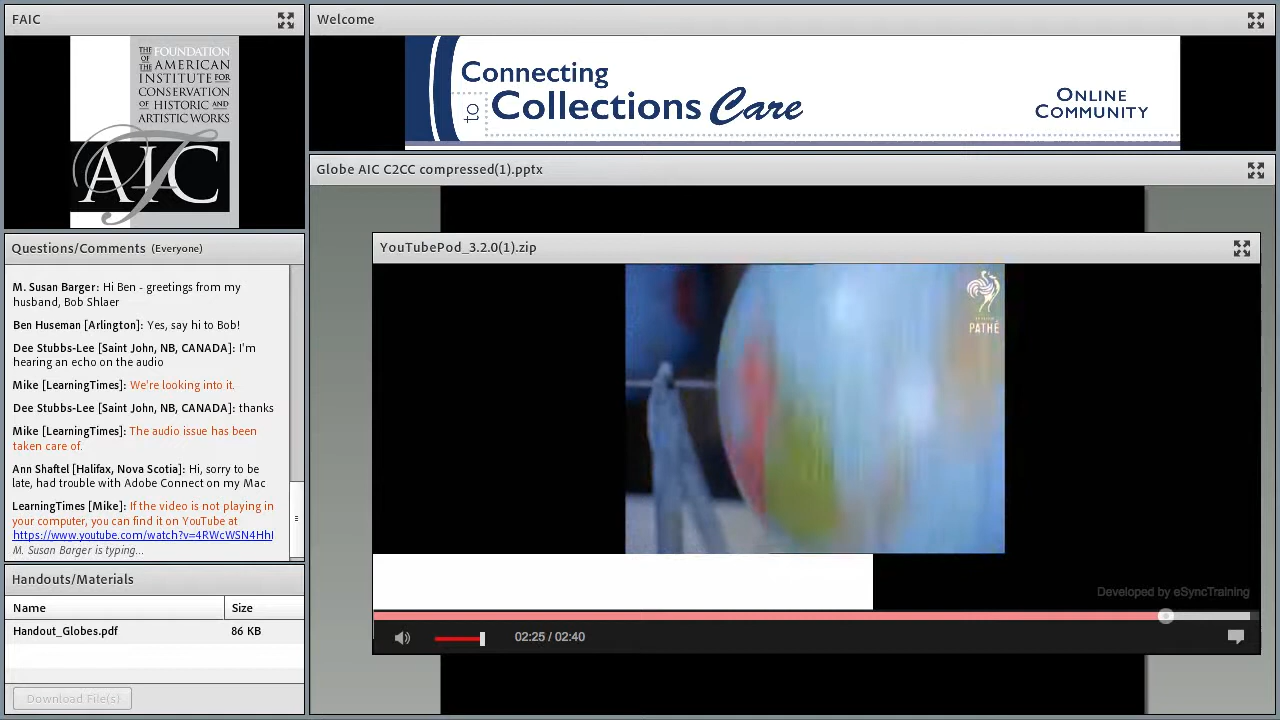 FAIC
THE FOUNDATION
OF THE AMERICAN
INSTITUTE FOR
CONSERVATION
OF HISTORIC AND
ARTISTIC WORKS
AIC
Welcome
Connecting
to Collections Care
ONLINE
COMMUNITY
Globe AIC C2CC compressed(1).pptx
YouTubePod_3.2.0(1).zip
PATHÉ
Developed by eSyncTraining
02:25 / 02:40
Questions/Comments (Everyone)
M. Susan Barger: Hi Ben - greetings from my
husband, Bob Shlaer
Ben Huseman [Arlington]: Yes, say hi to Bob!
Dee Stubbs-Lee [Saint John, NB, CANADA]: I'm
hearing an echo on the audio
Mike [LearningTimes]: We're looking into it.
Dee Stubbs-Lee [Saint John, NB, CANADA]: thanks
Mike [LearningTimes]: The audio issue has been
taken care of.
Ann Shaftel [Halifax, Nova Scotia]: Hi, sorry to be
late, had trouble with Adobe Connect on my Mac
LearningTimes [Mike]: If the video is not playing in
your computer, you can find it on YouTube at
https://www.youtube.com/watch?v=4RWcWSN4HhI
M. Susan Barger is typing...
Handouts/Materials
Name Size
Handout_Globes.pdf 86 KB
Download File(s)